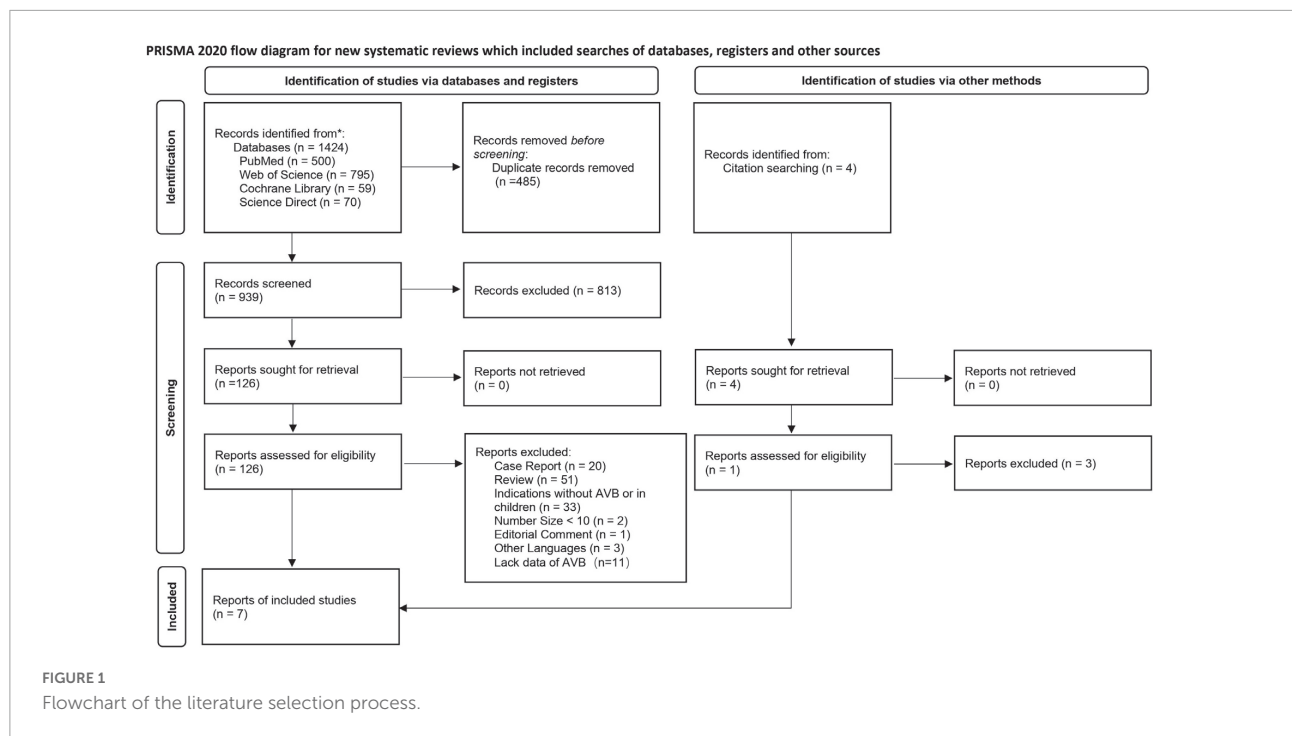 PRISMA 2020 flow diagram for new systematic reviews which included searches of databases, registers and other sources
Identification of studies via databases and registers
Identification of studies via other methods
Identification
Records identified from*:
Databases (n = 1424)
PubMed (n = 500)
Web of Science (n = 795)
Cochrane Library (n = 59)
Science Direct (n = 70)
Records removed before
screening:
Duplicate records removed
(n =485)
Records identified from:
Citation searching (n = 4)
Screening
Records screened
(n = 939)
Records excluded (n = 813)
Reports sought for retrieval
(n =126)
Reports not retrieved
(n = 0)
Reports sought for retrieval
(n = 4)
Reports not retrieved
(n = 0)
Reports assessed for eligibility
(n = 126)
Reports excluded:
Case Report (n = 20)
Review (n = 51)
Indications without AVB or in
children (n = 33)
Number Size < 10 (n = 2)
Editorial Comment (n = 1)
Other Languages (n = 3)
Lack data of AVB (n=11)
Reports assessed for eligibility
(n = 1)
Reports excluded (n = 3)
Included
Reports of included studies
(n = 7)
FIGURE 1
Flowchart of the literature selection process.